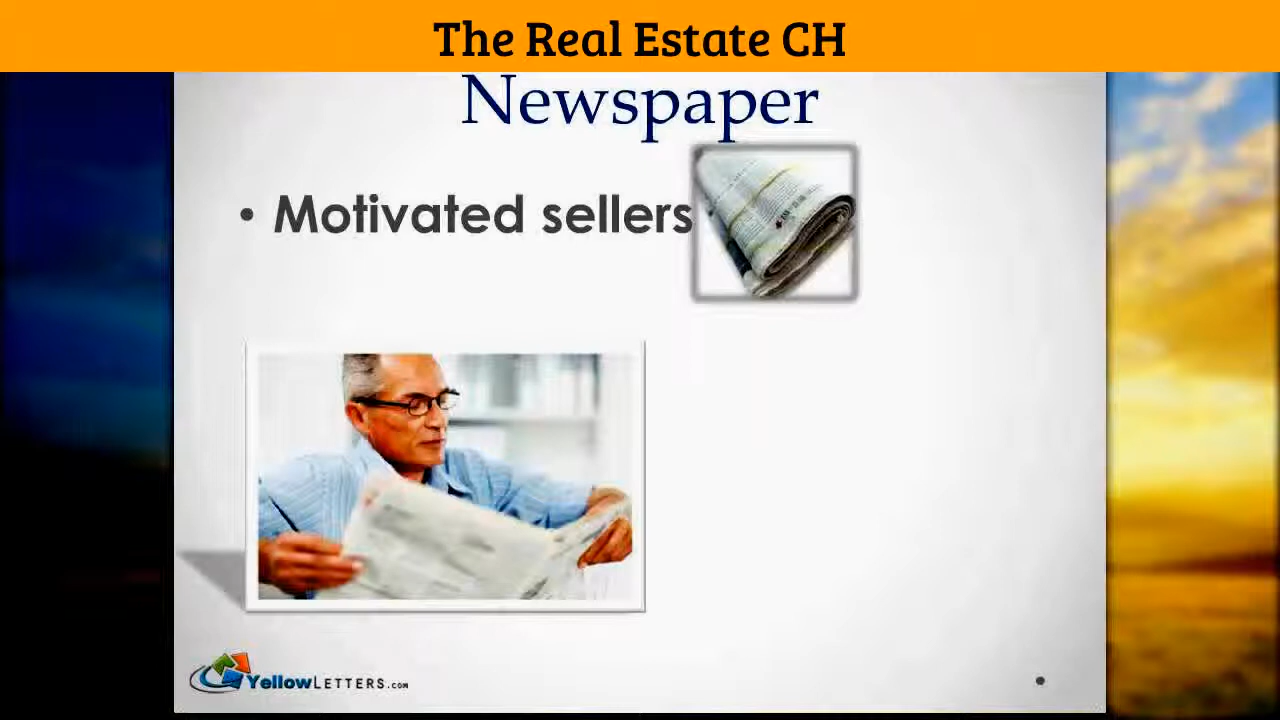 The Real Estate CH
Newspaper
• Motivated sellers
YellowLETTERS.com